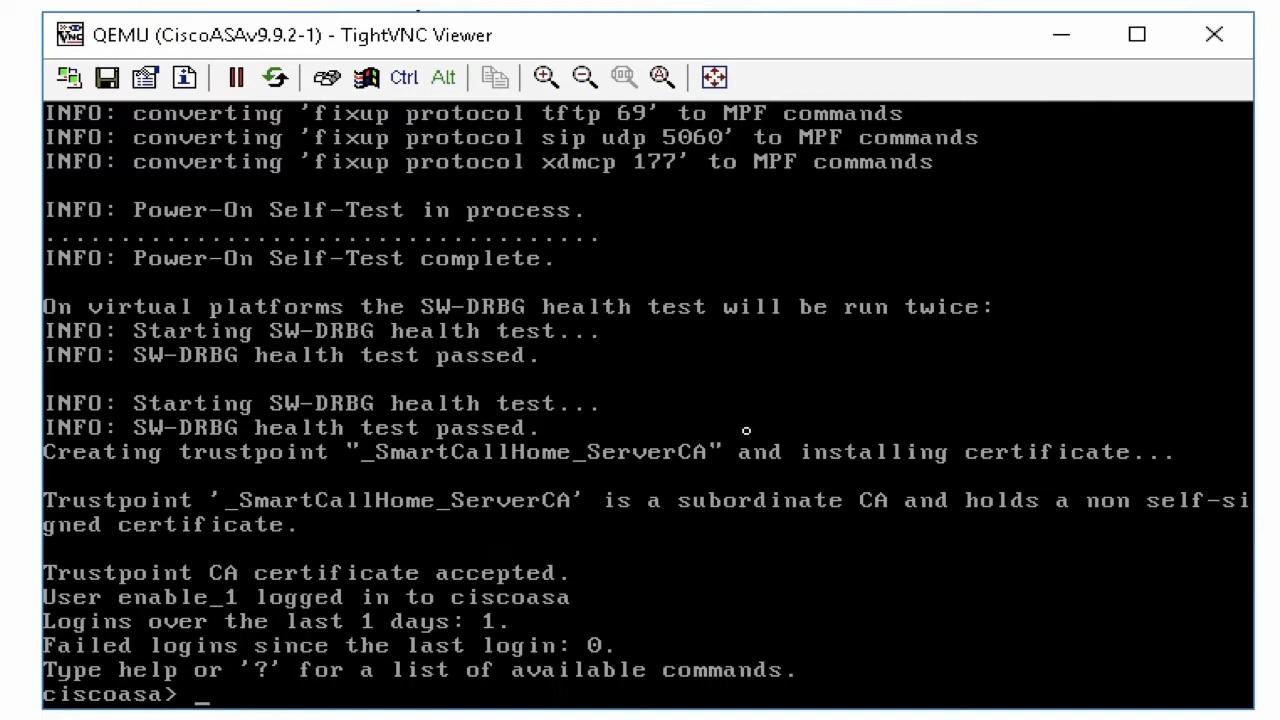 QEMU (CiscoASAv9.9.2-1) - TightVNC Viewer
Ctrl Alt
INFO: converting 'fixup protocol tftp 69' to MPF commands
INFO: converting 'fixup protocol sip udp 5060' to MPF commands
INFO: converting 'fixup protocol xdmcp 177' to MPF commands
INFO: Power-On Self-Test in process.
.....................................
INFO: Power-On Self-Test complete.
On virtual platforms the SW-DRBG health test will be run twice:
INFO: Starting SW-DRBG health test...
INFO: SW-DRBG health test passed.
INFO: Starting SW-DRBG health test...
INFO: SW-DRBG health test passed.
Creating trustpoint "_SmartCallHome_ServerCA" and installing certificate...
Trustpoint '_SmartCallHome_ServerCA' is a subordinate CA and holds a non self-si
gned certificate.
Trustpoint CA certificate accepted.
User enable_1 logged in to ciscoasa
Logins over the last 1 days: 1.
Failed logins since the last login: 0.
Type help or '?' for a list of available commands.
ciscoasa> _